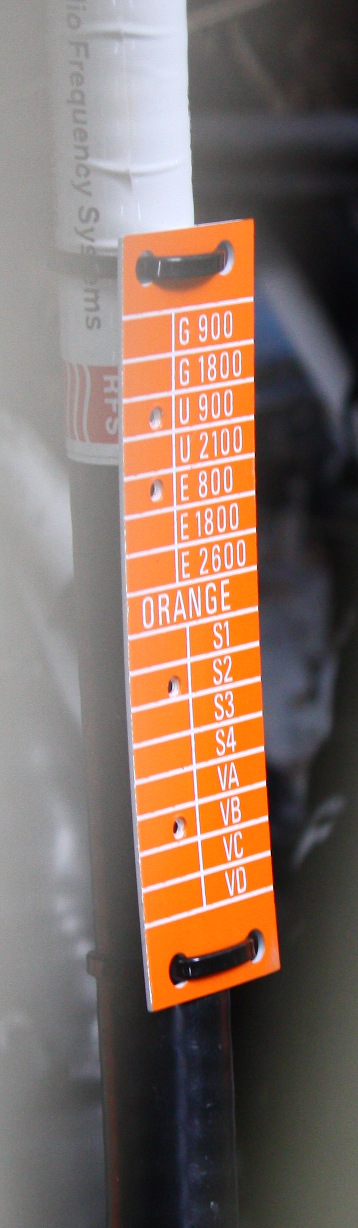 io Frequency Systems
HFS
G 900
G 1800
U 900
U 2100
E 800
E 1800
E 2600
ORANGE
S1
S2
S3
S4
VA
VB
VC
VD